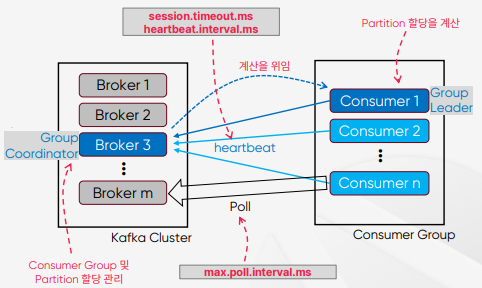 session.timeout.ms
heartbeat.interval.ms
Partition 할당을 계산
계산을 위임
Broker 1
Broker 2
Broker 3
Broker m
Group
Coordinator
Consumer 1
Consumer 2
Consumer n
Group
Leader
heartbeat
Poll
Kafka Cluster
Consumer Group
Consumer Group 및
Partition 할당 관리
max.poll.interval.ms